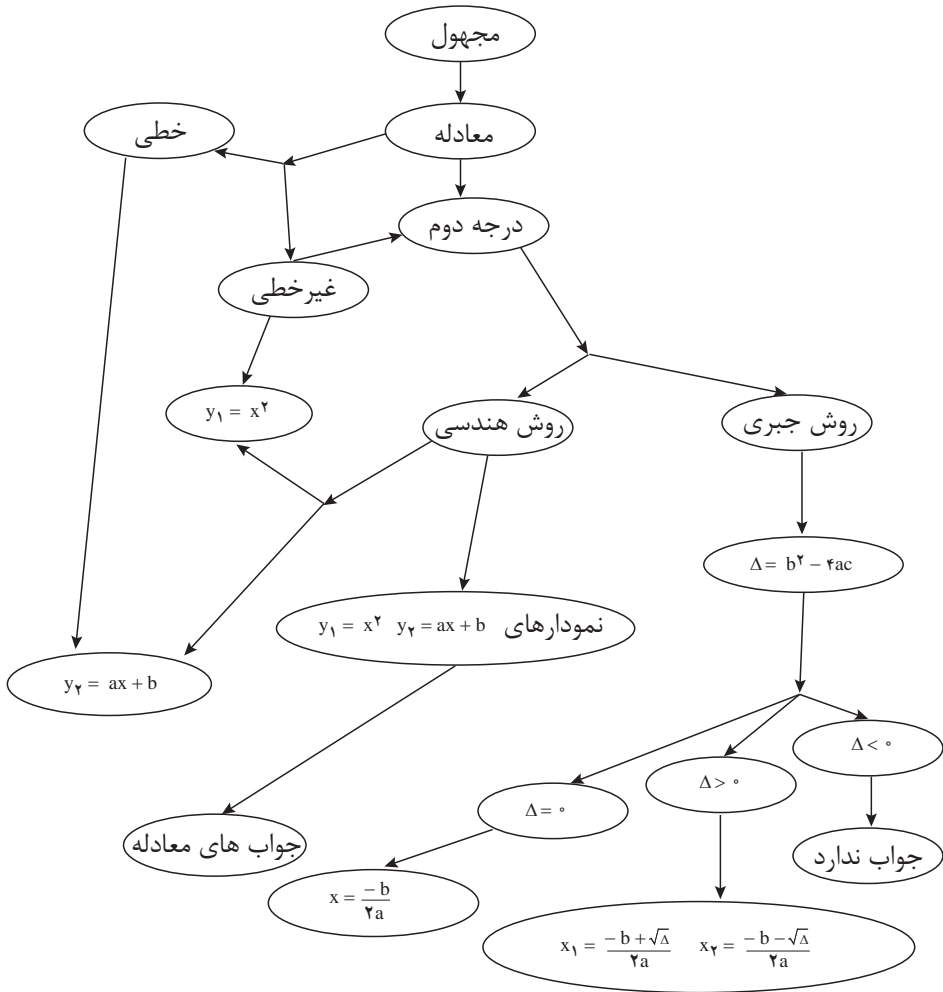 مجهول
معادله
خطی
درجه دوم
غیرخطی
y₁ = x²
روش هندسی
روش جبری
Δ = b² − ۴ac
نمودارهای y₁ = x² y₂ = ax + b
y₂ = ax + b
Δ < ۰
Δ > ۰
Δ = ۰
جواب های معادله
جواب ندارد
x = −b / ۲a
x₁ = −b + √Δ / ۲a x₂ = −b − √Δ / ۲a